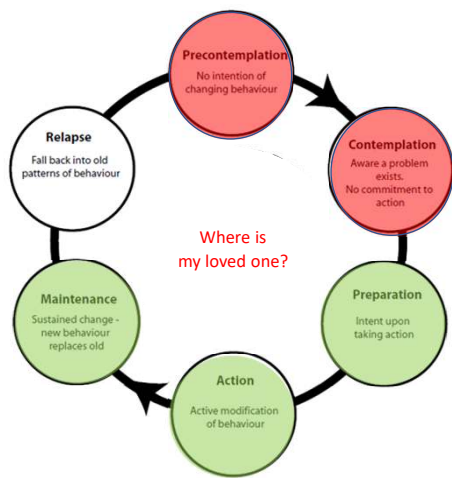 Precontemplation
No intention of
changing behaviour
Contemplation
Aware a problem
exists.
No commitment to
action
Preparation
Intent upon
taking action
Action
Active modification
of behaviour
Maintenance
Sustained change -
new behaviour
replaces old
Relapse
Fall back into old
patterns of behaviour
Where is
my loved one?